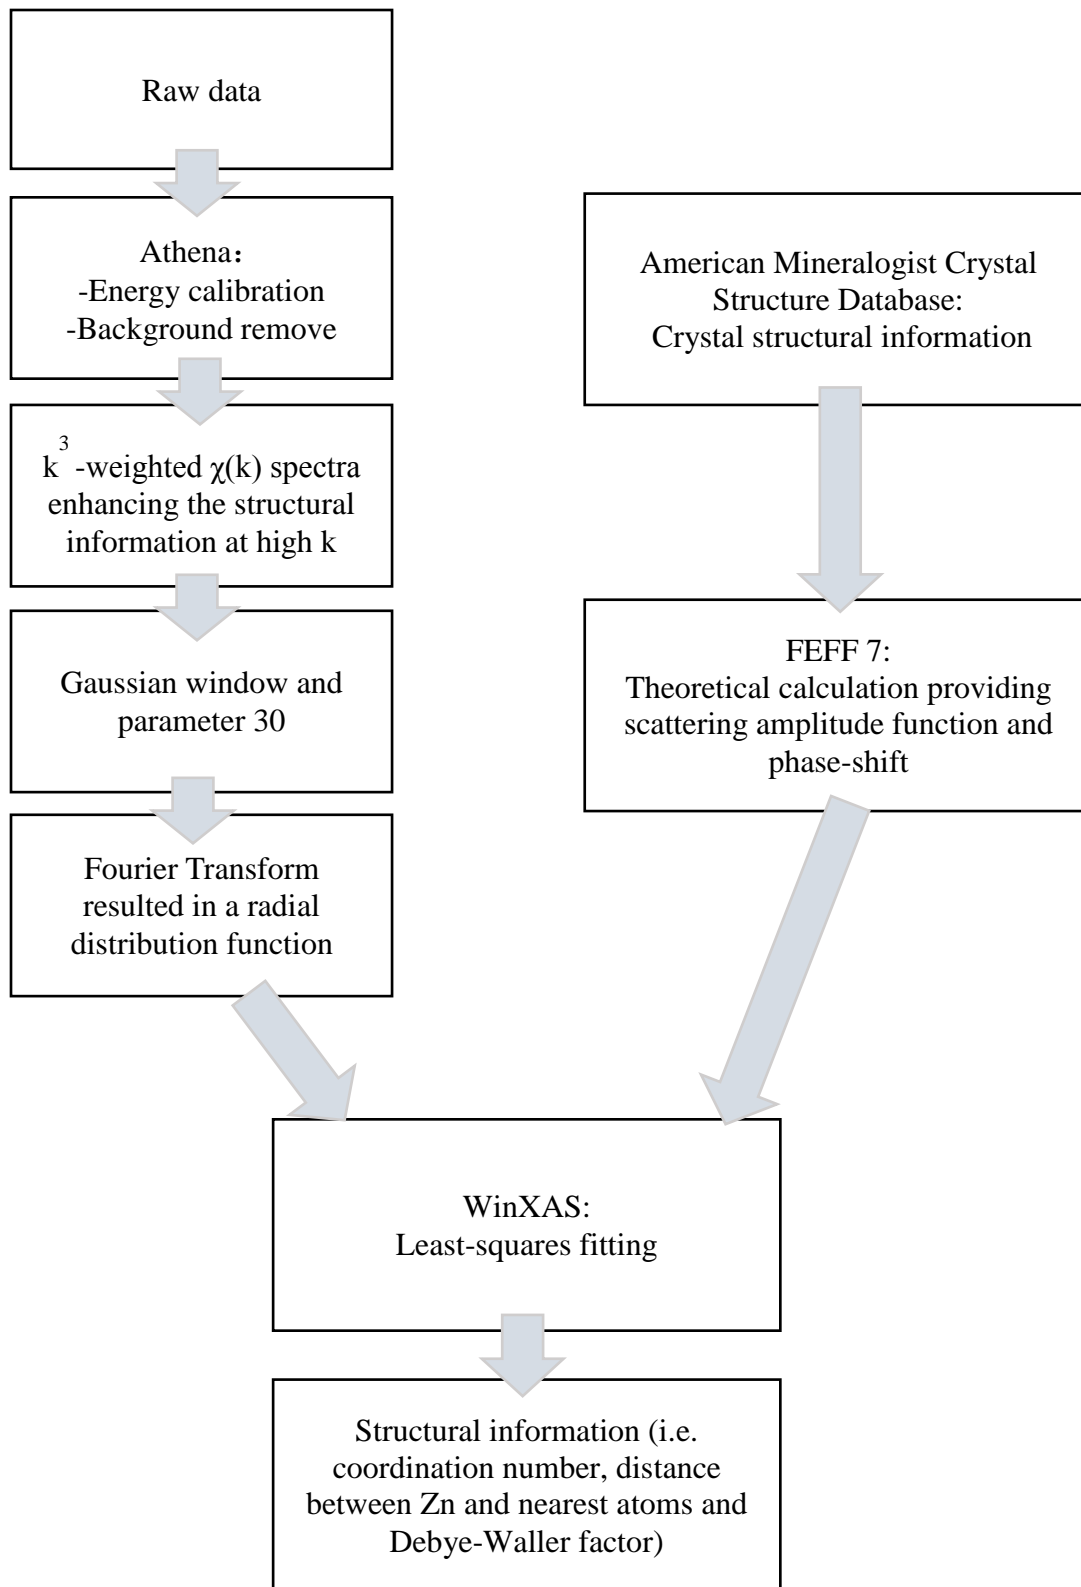 Raw data
Athena：
-Energy calibration
-Background remove
k³-weighted χ(k) spectra
enhancing the structural
information at high k
Gaussian window and
parameter 30
Fourier Transform
resulted in a radial
distribution function
American Mineralogist Crystal
Structure Database:
Crystal structural information
FEFF 7:
Theoretical calculation providing
scattering amplitude function and
phase-shift
WinXAS:
Least-squares fitting
Structural information (i.e.
coordination number, distance
between Zn and nearest atoms and
Debye-Waller factor)